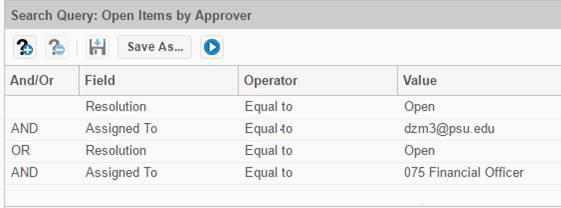 Search Query: Open Items by Approver
Save As...
And/Or Field Operator Value
Resolution Equal to Open
AND Assigned To Equal to dzm3@psu.edu
OR Resolution Equal to Open
AND Assigned To Equal to 075 Financial Officer